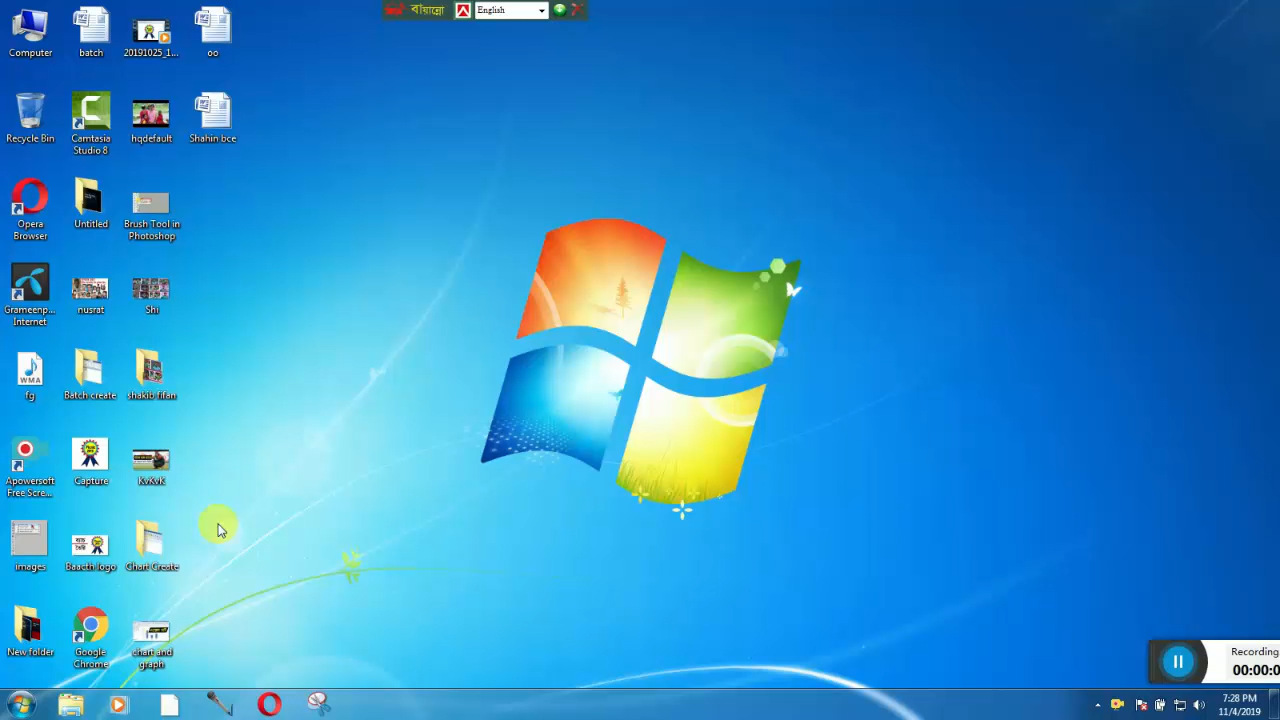 বায়ান্নো English
Computer
batch
20191025_1...
oo
Recycle Bin
Camtasia
Studio 8
hqdefault
Shahin bce
Opera
Browser
Untitled
Brush Tool in
Photoshop
Grameenp...
Internet
nusrat
Shi
WMA
fg
Batch create
shakib fifan
Apowersoft
Free Scre...
Capture
KvKvk
images
Baacth logo
Chart Create
New folder
Google
Chrome
chart and
graph
Recording
00:00:0
7:28 PM
11/4/2019